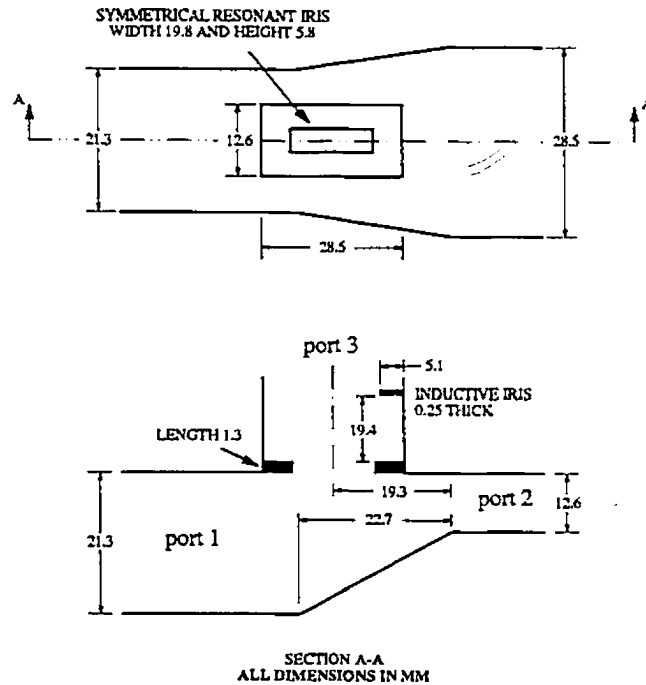 SYMMETRICAL RESONANT IRIS
WIDTH 19.8 AND HEIGHT 5.8
A
A
21.3
12.6
28.5
28.5
port 3
5.1
INDUCTIVE IRIS
0.25 THICK
19.4
LENGTH 1.3
19.3
port 2
12.6
22.7
port 1
21.3
SECTION A-A
ALL DIMENSIONS IN MM